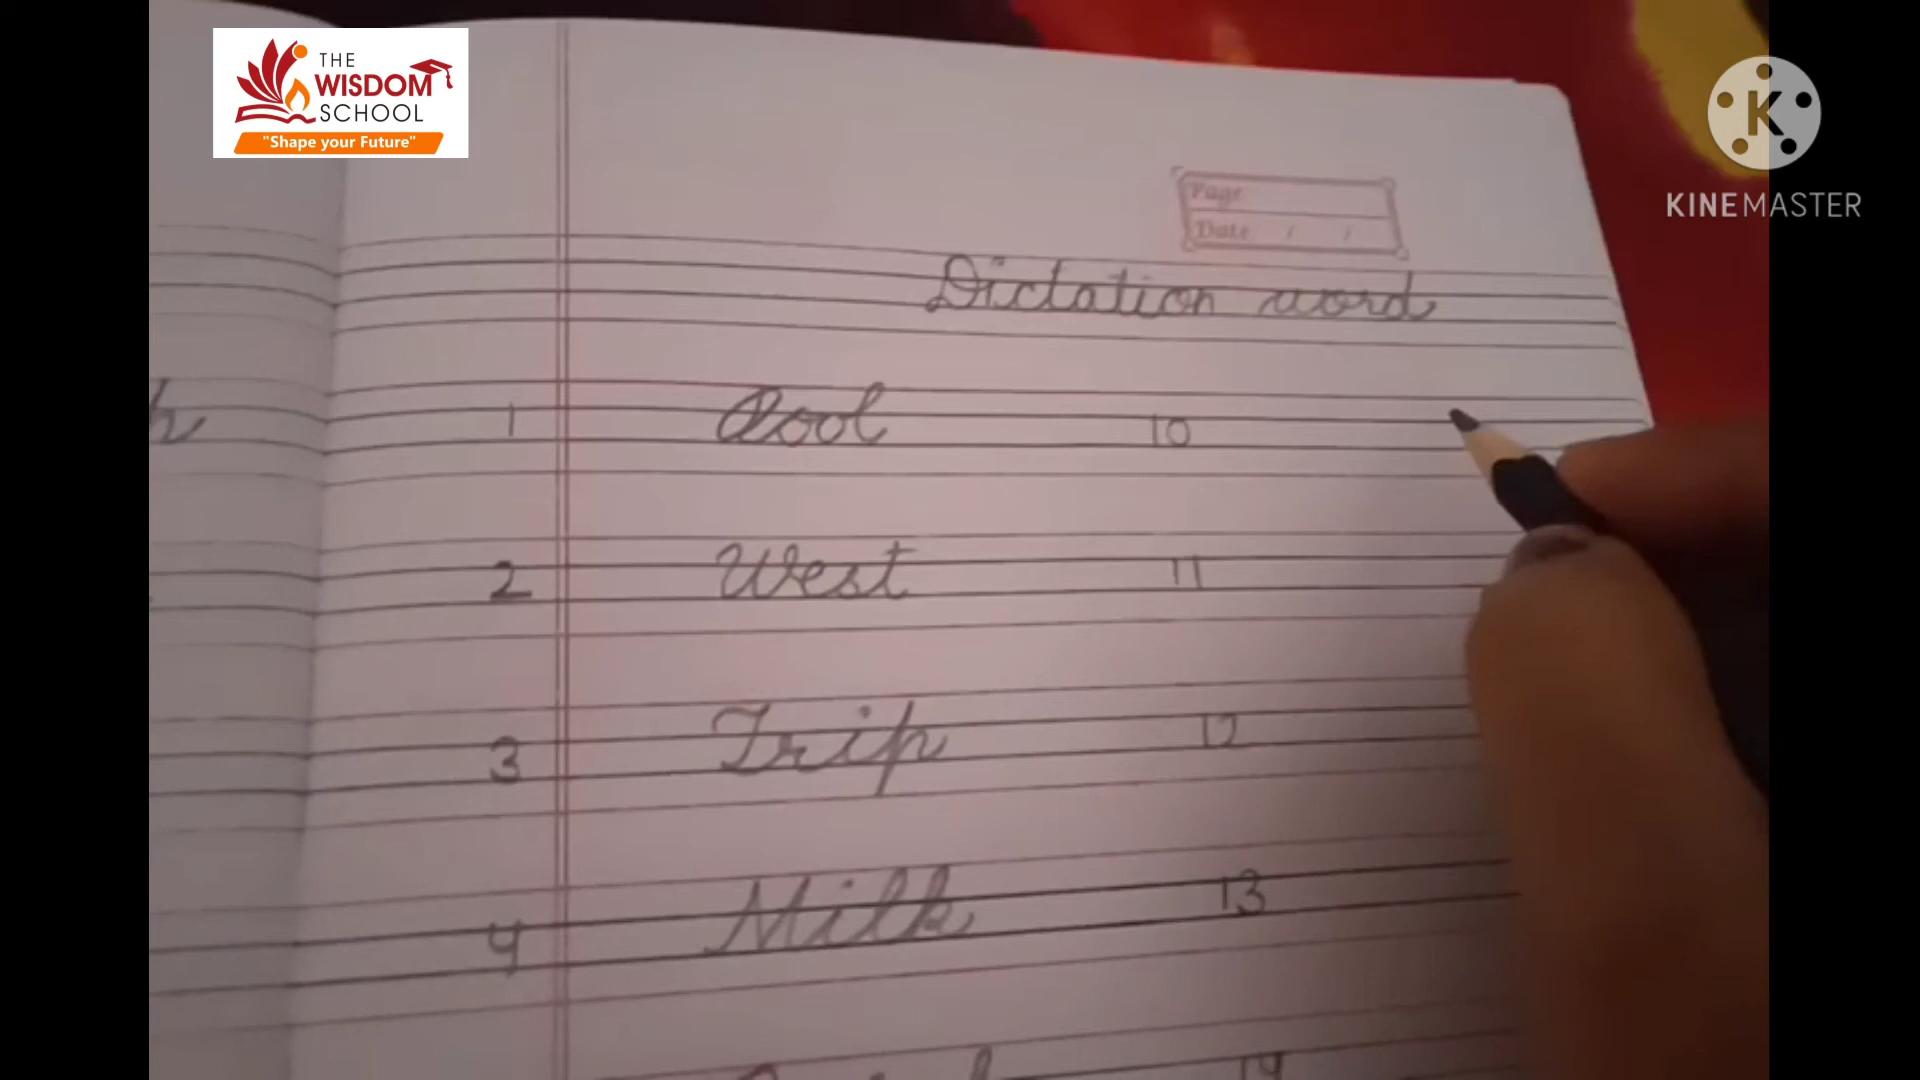 THE
WISDOM
SCHOOL
"Shape your Future"
KINEMASTER
Page
Date / /
Dictation word
1 10
2 West 11
3 Trip 12
4 Milk 13
14